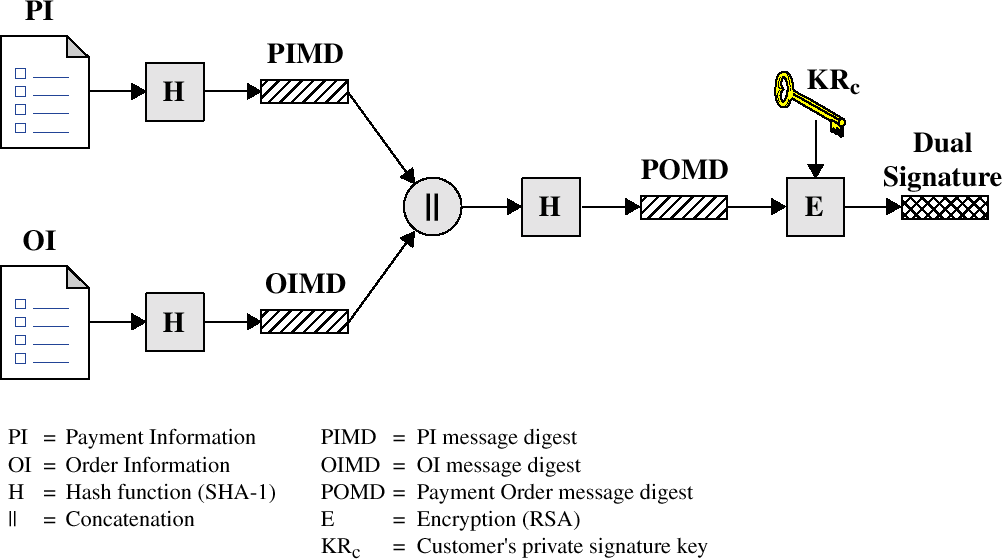 PI
PIMD
H
KRc
Dual
Signature
POMD
||
H
E
OI
OIMD
H
PI = Payment Information
OI = Order Information
H = Hash function (SHA-1)
|| = Concatenation
PIMD = PI message digest
OIMD = OI message digest
POMD = Payment Order message digest
E = Encryption (RSA)
KRc = Customer's private signature key